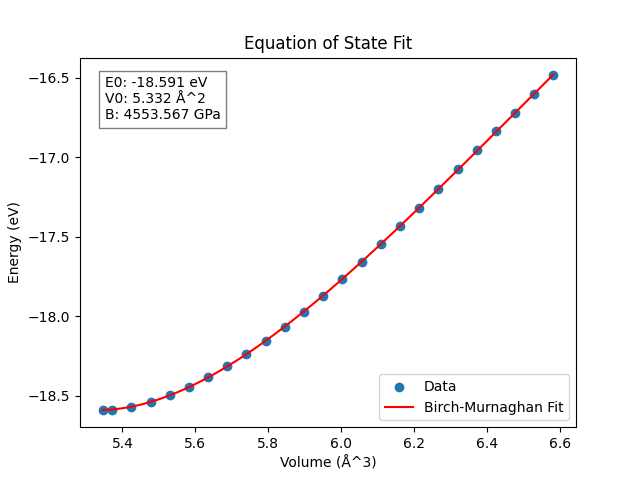 Equation of State Fit
E0: -18.591 eV
V0: 5.332 Å^2
B: 4553.567 GPa
−16.5
−17.0
−17.5
−18.0
−18.5
Energy (eV)
Data
Birch-Murnaghan Fit
5.4 5.6 5.8 6.0 6.2 6.4 6.6
Volume (Å^3)